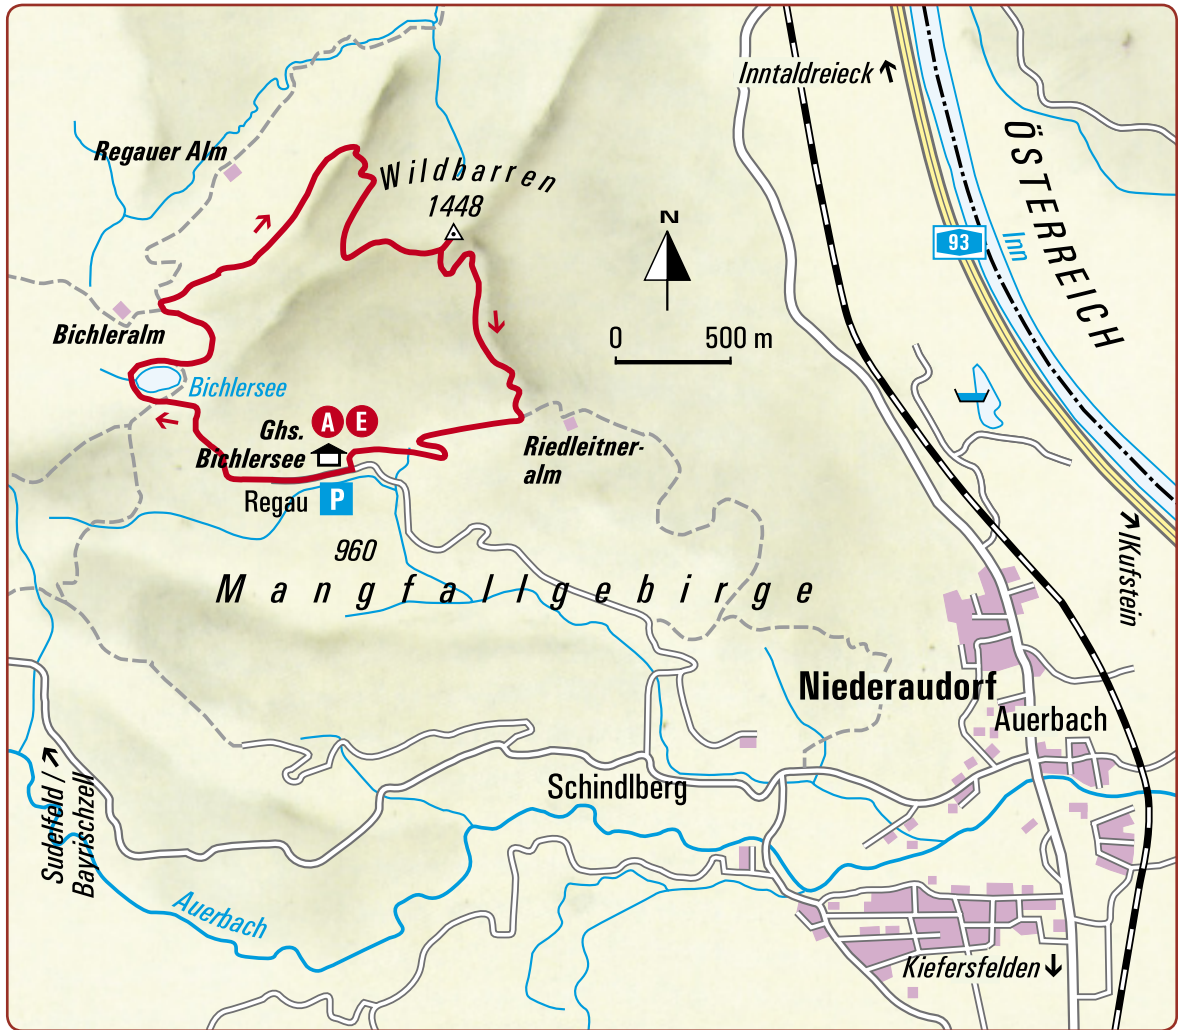 Inntaldreieck
ÖSTERREICH
Regauer Alm
Wildbarren
1448
N
93
Inn
0 500 m
Bichleralm
Bichlersee
A E
Ghs.
Bichlersee
Riedleitner-
alm
Regau P
960
Mangfallgebirge
IKufstein
Niederaudorf
Auerbach
Schindlberg
Sudelfeld /
Bayrischzell
Auerbach
Kiefersfelden